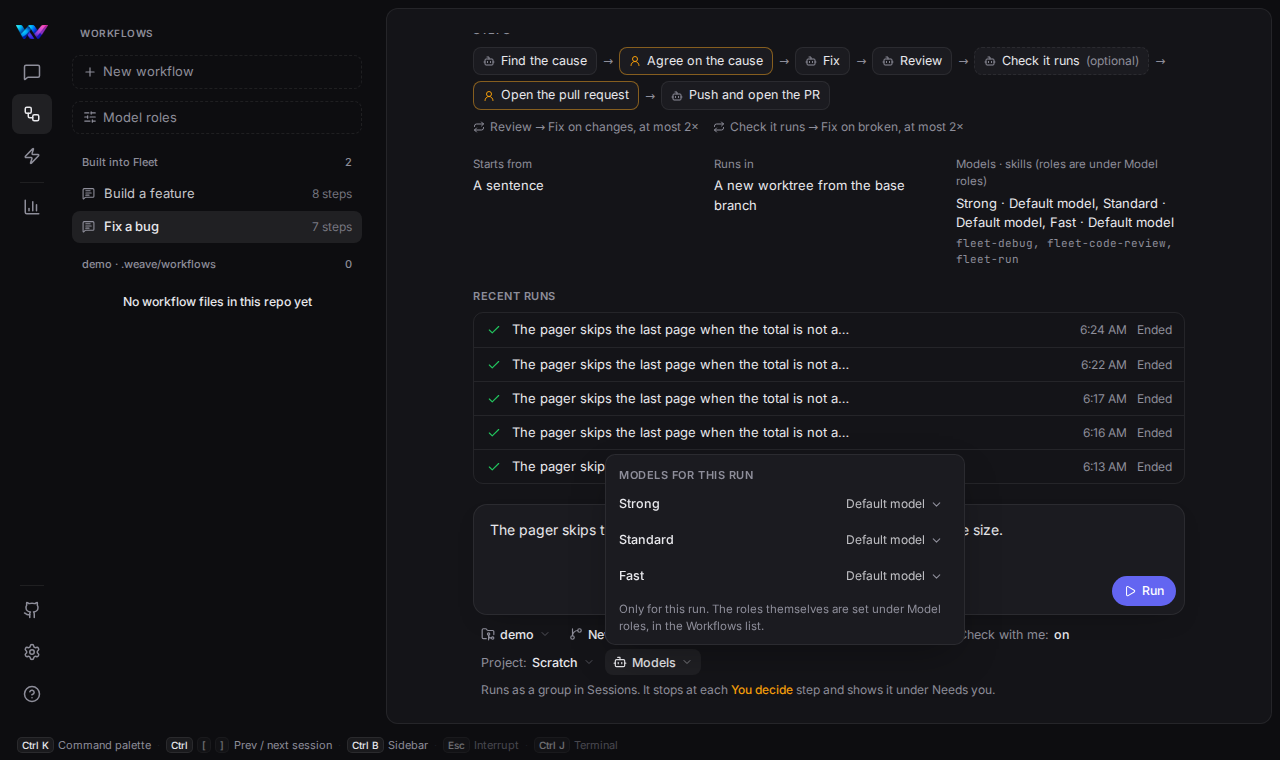 WORKFLOWS
New workflow
Model roles
Built into Fleet 2
Build a feature 8 steps
Fix a bug 7 steps
demo · .weave/workflows 0
No workflow files in this repo yet
Find the cause → Agree on the cause → Fix → Review → Check it runs (optional) →
Open the pull request → Push and open the PR
Review → Fix on changes, at most 2× Check it runs → Fix on broken, at most 2×
Starts from
A sentence
Runs in
A new worktree from the base
branch
Models · skills (roles are under Model
roles)
Strong · Default model, Standard ·
Default model, Fast · Default model
fleet-debug, fleet-code-review,
fleet-run
RECENT RUNS
The pager skips the last page when the total is not a... 6:24 AM Ended
The pager skips the last page when the total is not a... 6:22 AM Ended
The pager skips the last page when the total is not a... 6:17 AM Ended
The pager skips the last page when the total is not a... 6:16 AM Ended
The pager skip 6:13 AM Ended
MODELS FOR THIS RUN
Strong Default model
Standard Default model
Fast Default model
Only for this run. The roles themselves are set under Model
roles, in the Workflows list.
The pager skips t e size.
Run
demo Ne Check with me: on
Project: Scratch Models
Runs as a group in Sessions. It stops at each You decide step and shows it under Needs you.
Ctrl K Command palette Ctrl [ ] Prev / next session Ctrl B Sidebar Esc Interrupt Ctrl J Terminal